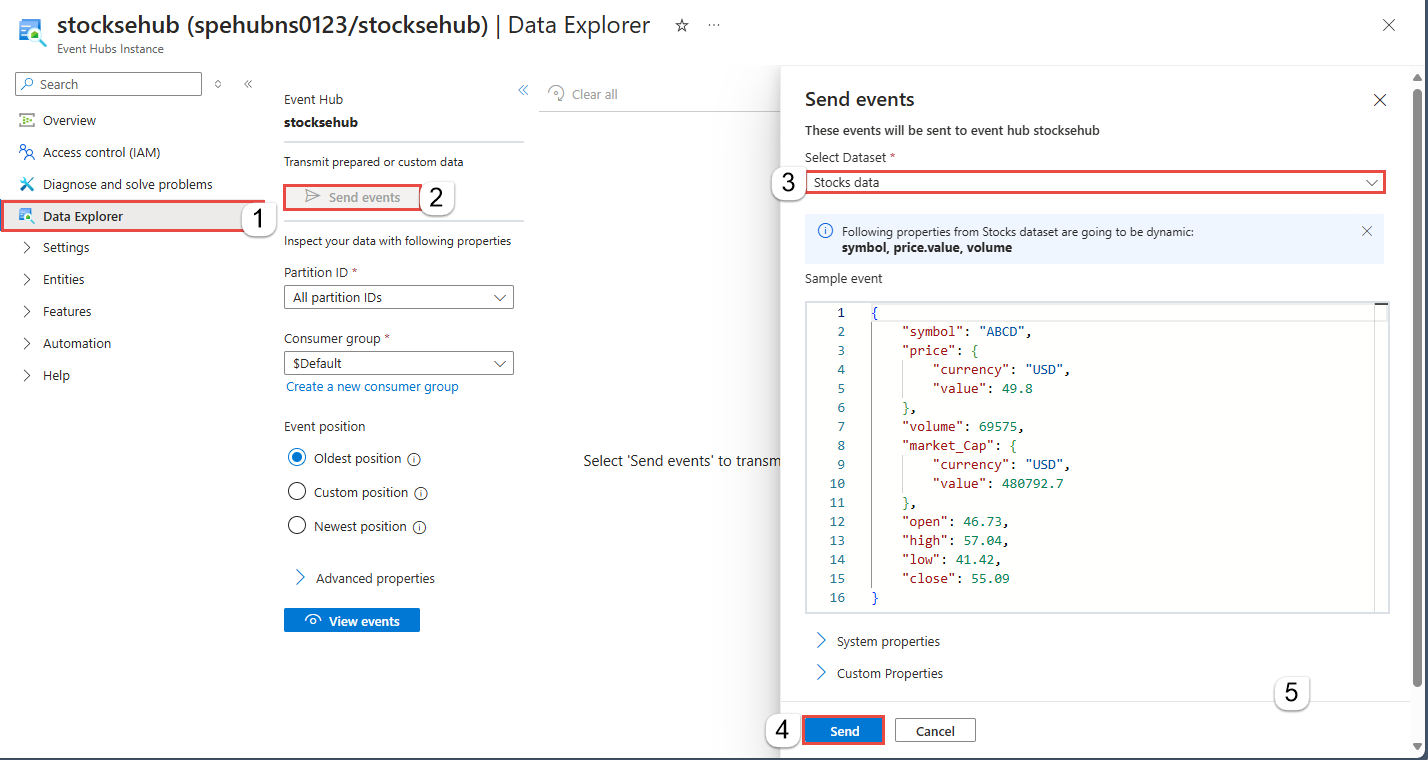 stocksehub (spehubns0123/stocksehub) | Data Explorer
Event Hubs Instance
Search
Overview
Access control (IAM)
Diagnose and solve problems
Data Explorer
1
Settings
Entities
Features
Automation
Help
Event Hub
stocksehub
Transmit prepared or custom data
Send events
2
Inspect your data with following properties
Partition ID *
All partition IDs
Consumer group *
$Default
Create a new consumer group
Event position
Oldest position
Custom position
Newest position
Advanced properties
View events
Clear all
Select 'Send events' to transm
Send events
These events will be sent to event hub stocksehub
Select Dataset *
3
Stocks data
Following properties from Stocks dataset are going to be dynamic:
symbol, price.value, volume
Sample event
1 {
2 "symbol": "ABCD",
3 "price": {
4 "currency": "USD",
5 "value": 49.8
6 },
7 "volume": 69575,
8 "market_Cap": {
9 "currency": "USD",
10 "value": 480792.7
11 },
12 "open": 46.73,
13 "high": 57.04,
14 "low": 41.42,
15 "close": 55.09
16 }
System properties
Custom Properties
5
4
Send
Cancel